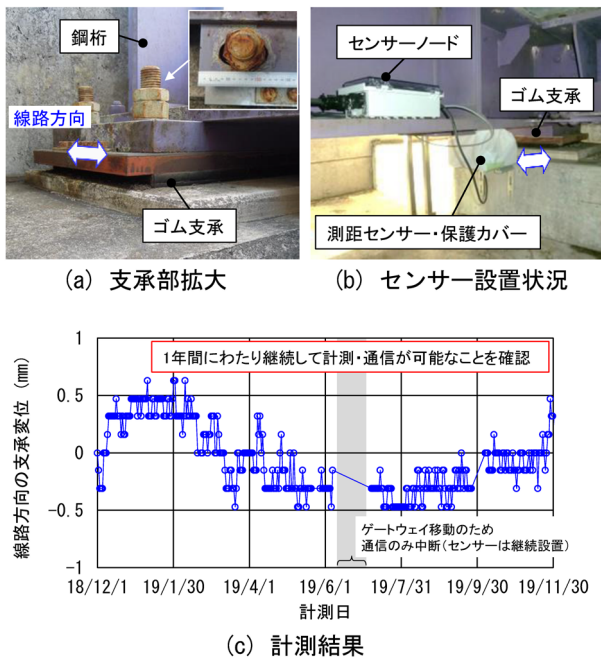 鋼桁
線路方向
ゴム支承
(a) 支承部拡大
センサーノード
ゴム支承
測距センサー・保護カバー
(b) センサー設置状況
線路方向の支承変位 (mm)
1
0.5
0
-0.5
-1
1年間にわたり継続して計測・通信が可能なことを確認
ゲートウェイ移動のため
通信のみ中断(センサーは継続設置)
18/12/1
19/1/30
19/4/1
19/6/1
19/7/31
19/9/30
19/11/30
計測日
(c) 計測結果